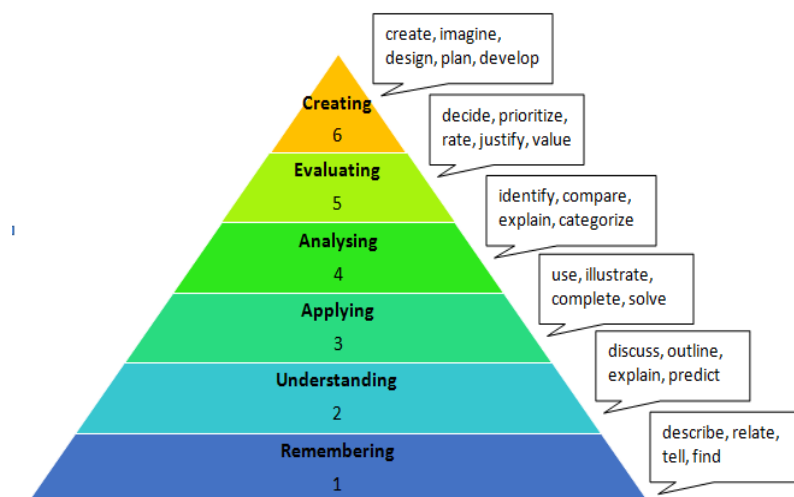 create, imagine,
design, plan, develop
Creating
6
decide, prioritize,
rate, justify, value
Evaluating
5
identify, compare,
explain, categorize
Analysing
4
use, illustrate,
complete, solve
Applying
3
discuss, outline,
explain, predict
Understanding
2
describe, relate,
tell, find
Remembering
1